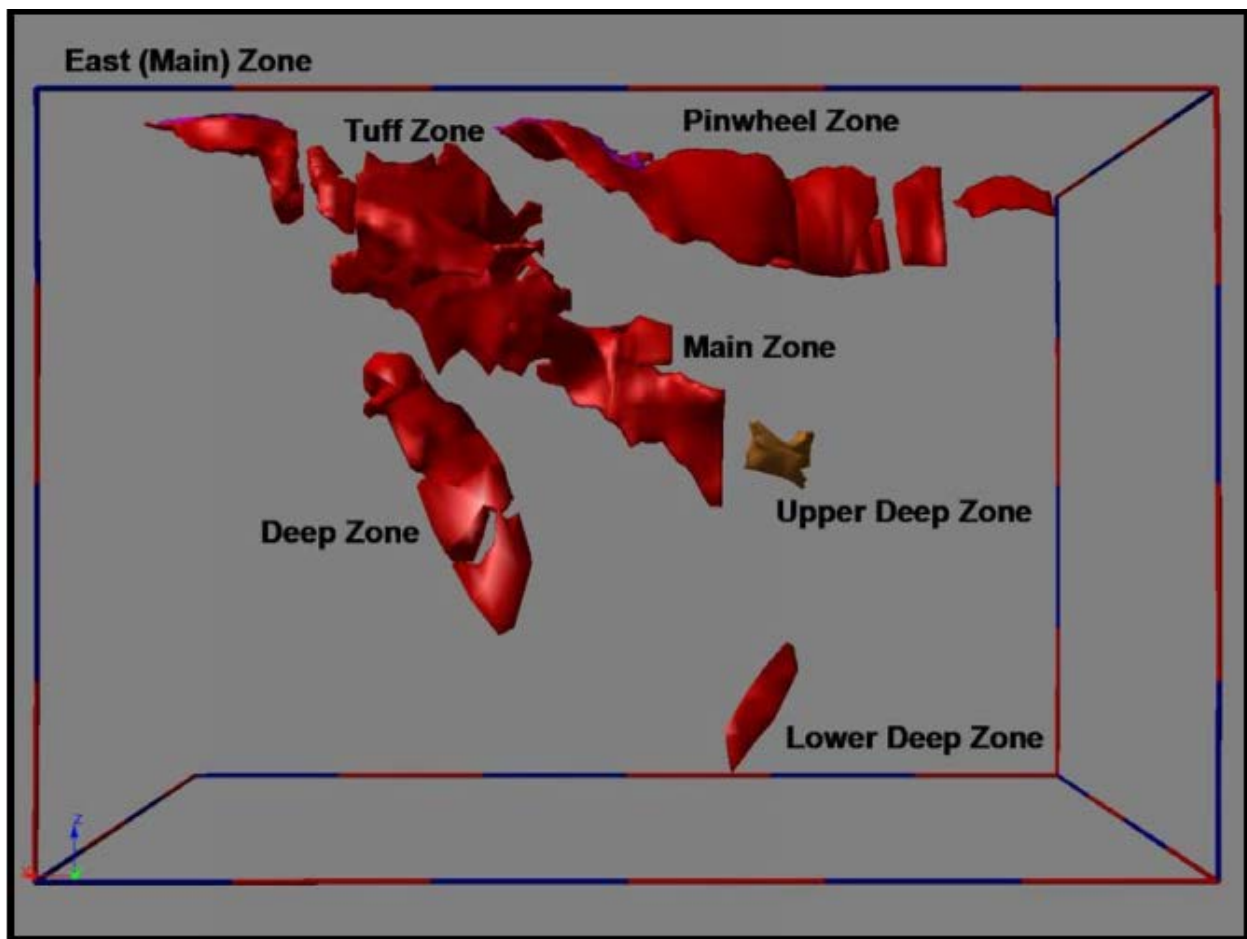 East (Main) Zone
Tuff Zone
Pinwheel Zone
Main Zone
Upper Deep Zone
Deep Zone
Lower Deep Zone
Z